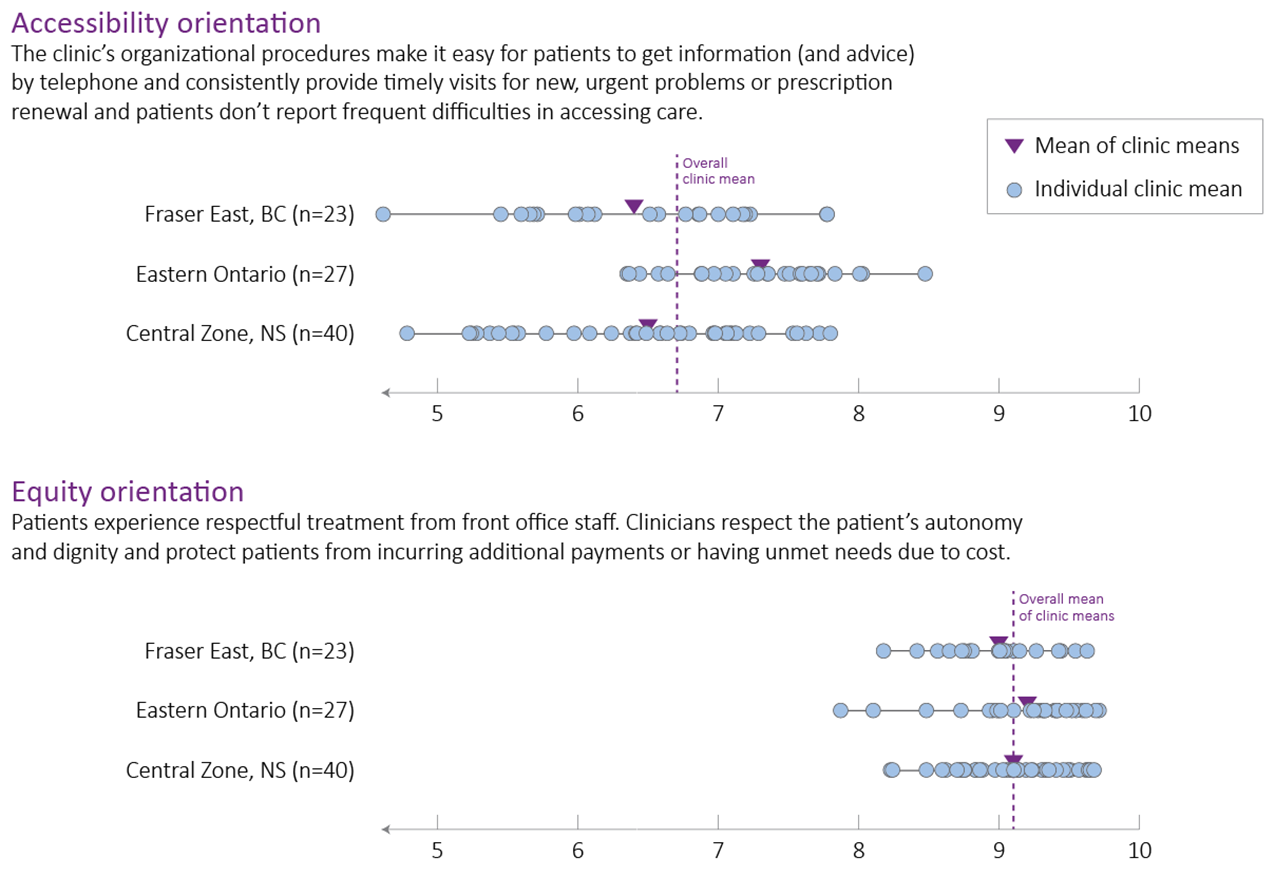 Accessibility orientation
The clinic’s organizational procedures make it easy for patients to get information (and advice)
by telephone and consistently provide timely visits for new, urgent problems or prescription
renewal and patients don’t report frequent difficulties in accessing care.
Mean of clinic means
Individual clinic mean
Overall
clinic mean
Fraser East, BC (n=23)
Eastern Ontario (n=27)
Central Zone, NS (n=40)
5 6 7 8 9 10
Equity orientation
Patients experience respectful treatment from front office staff. Clinicians respect the patient’s autonomy
and dignity and protect patients from incurring additional payments or having unmet needs due to cost.
Overall mean
of clinic means
Fraser East, BC (n=23)
Eastern Ontario (n=27)
Central Zone, NS (n=40)
5 6 7 8 9 10